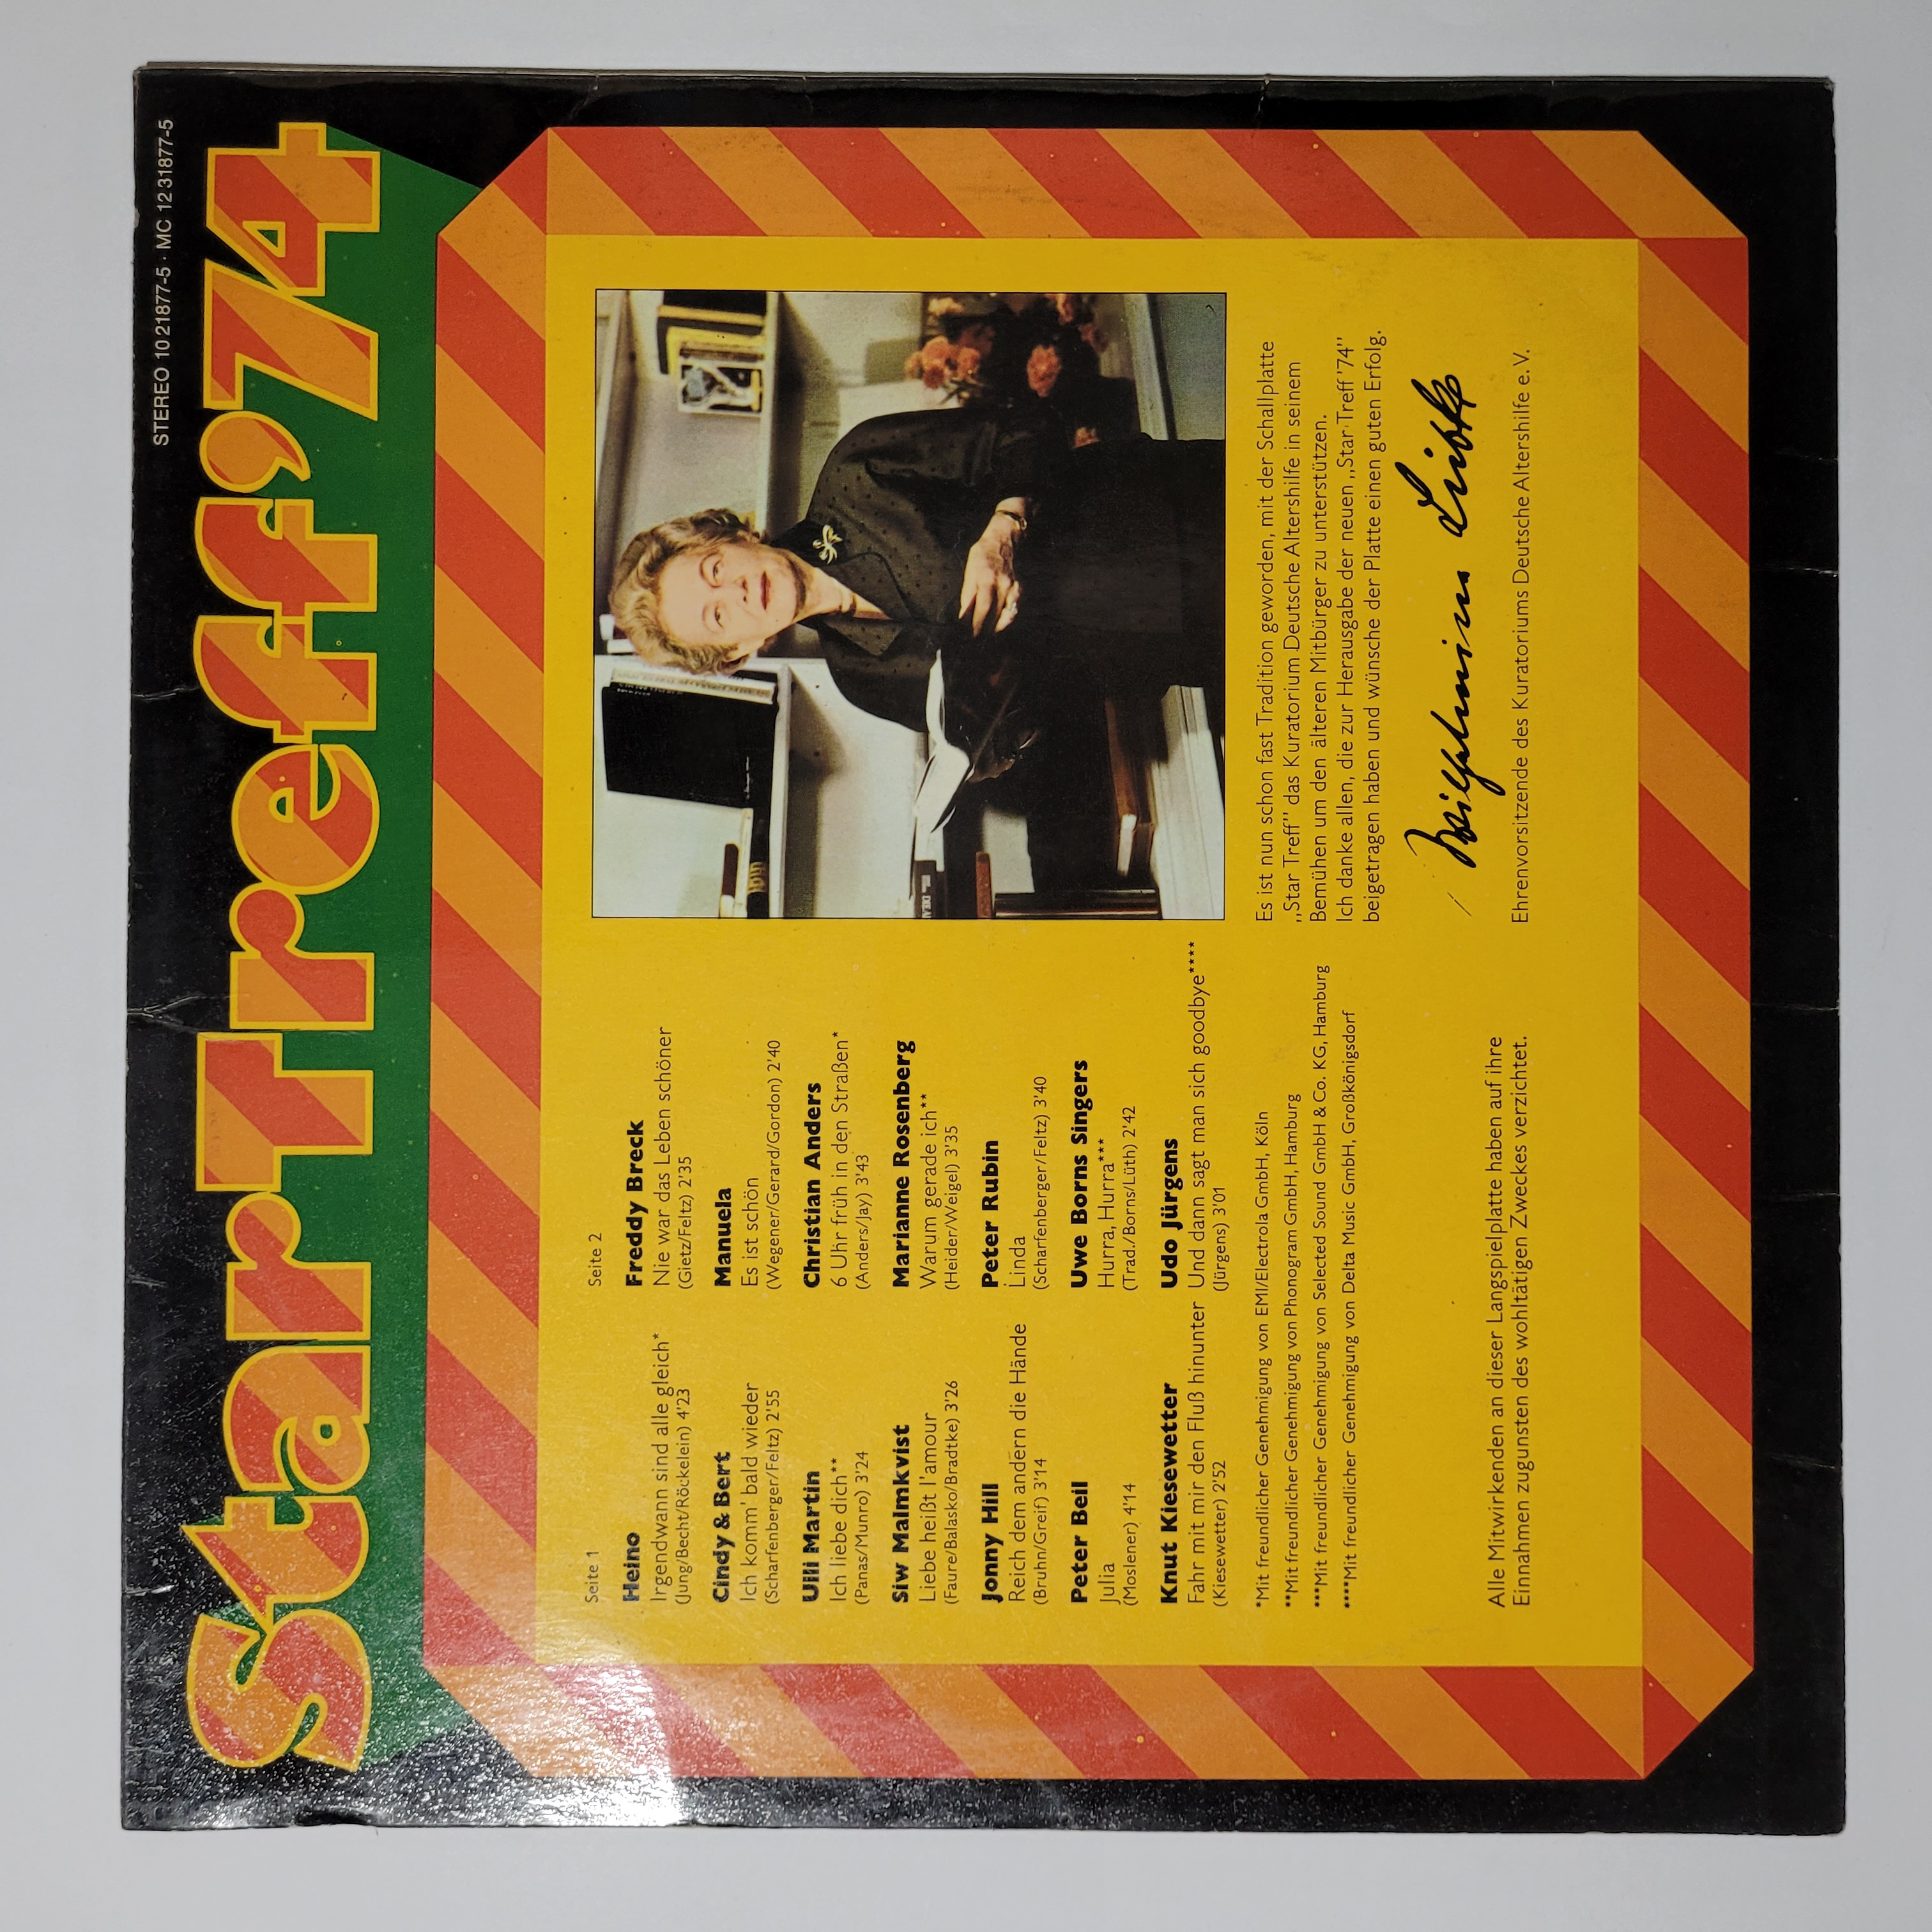 STEREO 10 21877-5 · MC 12 31877-5
StarTreff'74
Seite 1
Heino
Irgendwann sind alle gleich*
(Jung/Becht/Röckelein) 4'23
Cindy & Bert
Ich komm' bald wieder
(Scharfenberger/Feltz) 2'55
Ulli Martin
Ich liebe dich**
(Panas/Munro) 3'24
Siw Malmkvist
Liebe heißt l'amour
(Faure/Balasko/Bradtke) 3'26
Jonny Hill
Reich dem andern die Hände
(Bruhn/Greif) 3'14
Peter Beil
Julia
(Moslener) 4'14
Knut Kiesewetter
Fahr mit mir den Fluß hinunter
(Kiesewetter) 2'52
Seite 2
Freddy Breck
Nie war das Leben schöner
(Gietz/Feltz) 2'35
Manuela
Es ist schön
(Wegener/Gerard/Gordon) 2'40
Christian Anders
6 Uhr früh in den Straßen*
(Anders/Jay) 3'43
Marianne Rosenberg
Warum gerade ich**
(Heider/Weigel) 3'35
Peter Rubin
Linda
(Scharfenberger/Feltz) 3'40
Uwe Borns Singers
Hurra, Hurra***
(Trad./Borns/Lüth) 2'42
Udo Jürgens
Und dann sagt man sich goodbye****
(Jürgens) 3'01
*Mit freundlicher Genehmigung von EMI/Electrola GmbH, Köln
**Mit freundlicher Genehmigung von Phonogram GmbH, Hamburg
***Mit freundlicher Genehmigung von Selected Sound GmbH & Co. KG, Hamburg
****Mit freundlicher Genehmigung von Delta Music GmbH, Großkönigsdorf
Alle Mitwirkenden an dieser Langspielplatte haben auf ihre
Einnahmen zugunsten des wohltätigen Zweckes verzichtet.
Es ist nun schon fast Tradition geworden, mit der Schallplatte
„Star Treff" das Kuratorium Deutsche Altershilfe in seinem
Bemühen um den älteren Mitbürger zu unterstützen.
Ich danke allen, die zur Herausgabe der neuen „Star Treff '74"
beigetragen haben und wünsche der Platte einen guten Erfolg.
Wilhelmine Lübke
Ehrenvorsitzende des Kuratoriums Deutsche Altershilfe e.V.